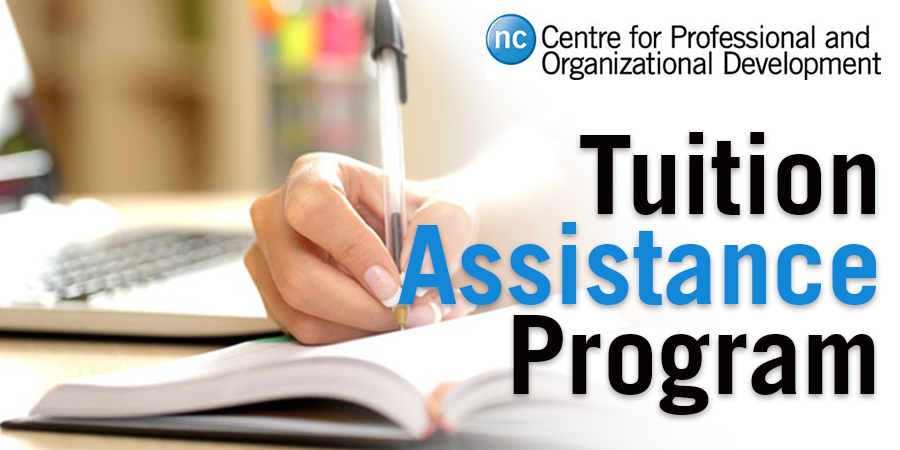 nc
Centre for Professional and
Organizational Development
Tuition
Assistance
Program